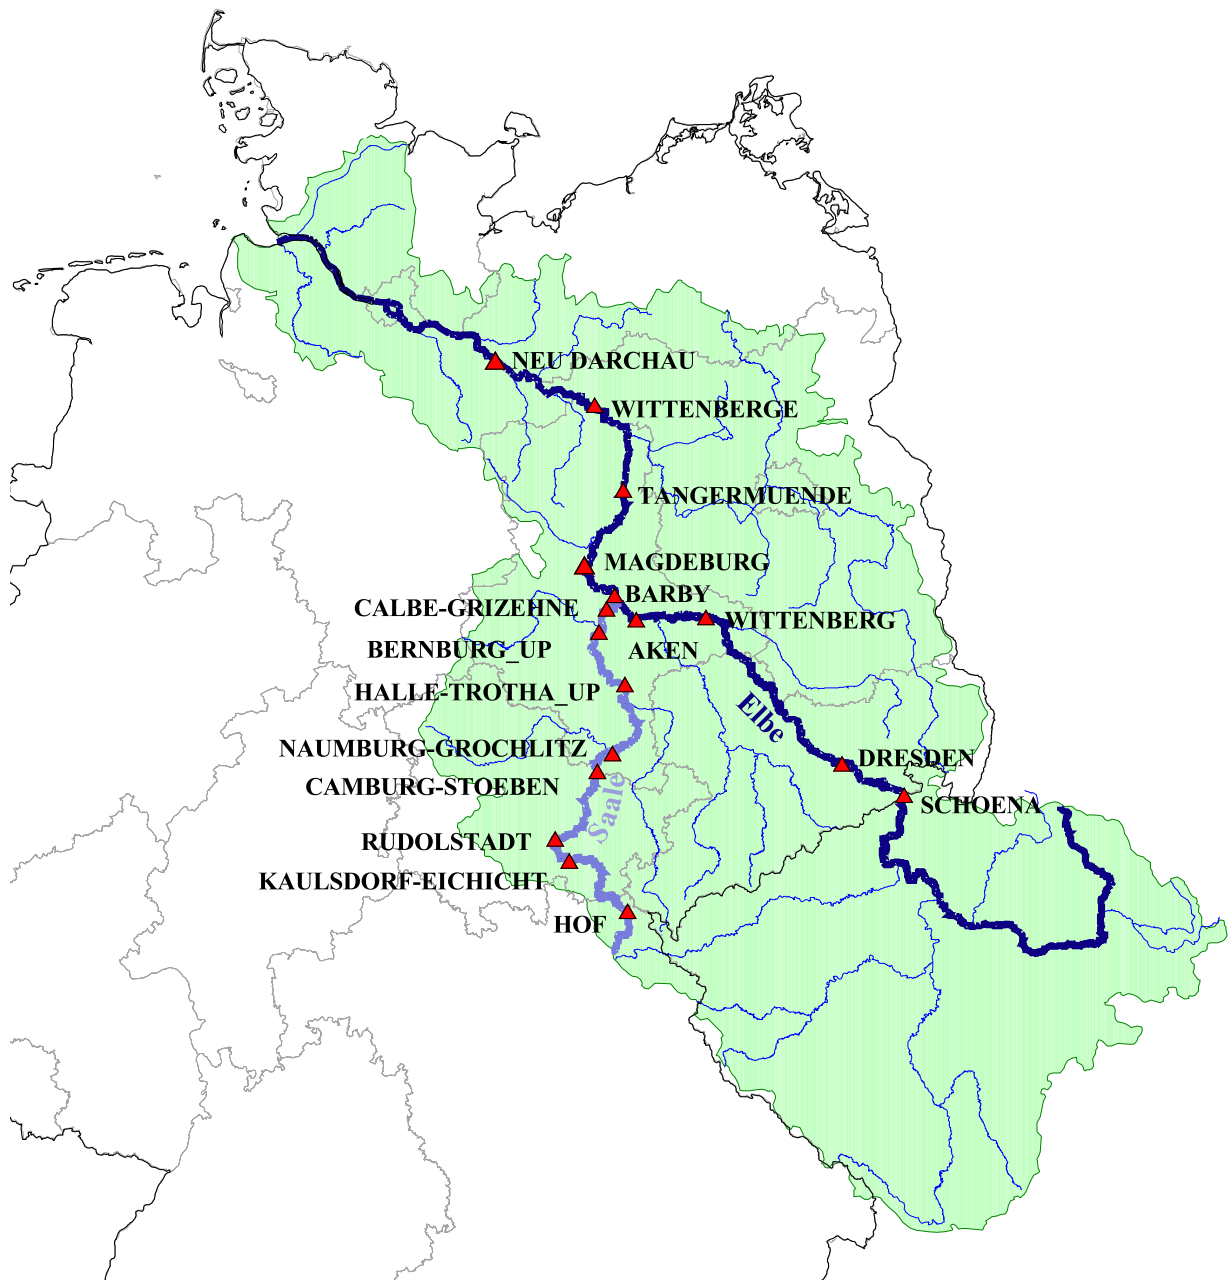 NEU DARCHAU
WITTENBERGE
TANGERMUENDE
MAGDEBURG
BARBY
CALBE-GRIZEHNE
WITTENBERG
BERNBURG_UP
AKEN
HALLE-TROTHA_UP
Elbe
NAUMBURG-GROCHLITZ
DRESDEN
CAMBURG-STOEBEN
SCHOENA
Saale
RUDOLSTADT
KAULSDORF-EICHICHT
HOF